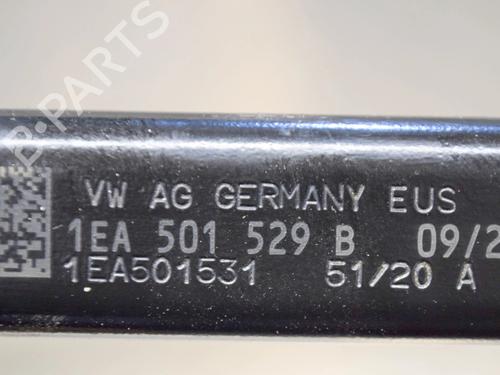 B-PARTS
VW AG GERMANY EUS
1EA 501 529 B 09/2
1EA501531 51/20 A